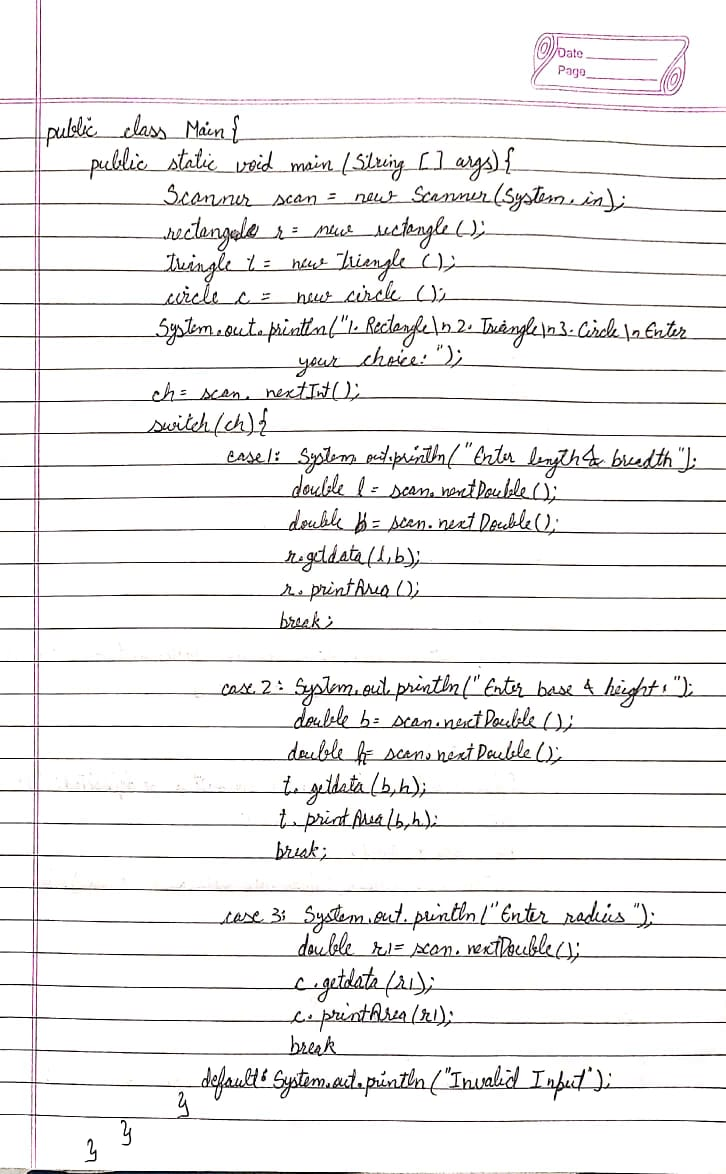 Date
Page
public class Main {
public static void main (String [] args) {
Scanner scan = new Scanner (System.in);
rectangle r = new rectangle ();
triangle t = new triangle ();
circle c = new circle ();
System.out.println("1. Rectangle\n 2. Triangle\n 3. Circle \n Enter
your choice: ");
ch = scan. nextInt();
switch (ch) {
case 1: System. out.println ("Enter length & breadth");
double l = scan. nextDouble ();
double b = scan. next Double ();
r. getdata (l, b);
r. printArea ();
break;
case 2: System. out. println (" Enter base & height: ");
double b = scan. nextDouble ();
double h = scan. nextDouble ();
t. getdata (b, h);
t. print Area (b, h);
break;
case 3: System. out. println ("Enter radius ");
double r1 = scan. nextDouble ();
c. getdata (r1);
c. printArea (r1);
break
default: System. out. println ("Invalid Input");
}
}
}